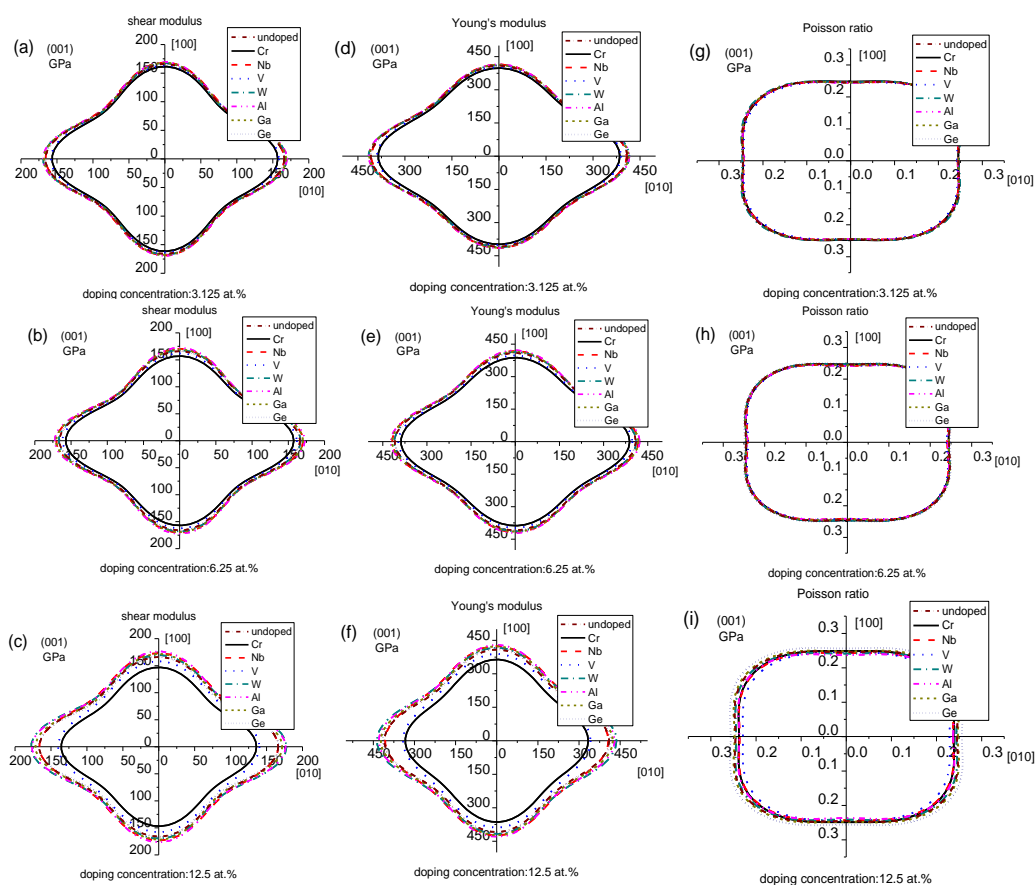 shear modulus
(a)
(001)
GPa
[100]
200
150
100
50
0
50
100
150
200
200 150 100 50 0 50 100 150 200
[010]
undoped
Cr
Nb
V
W
Al
Ga
Ge
doping concentration:3.125 at.%
Young's modulus
(d)
(001)
GPa
[100]
450
400
300
150
0
150
300
400
450
450 300 150 0 150 300 450
[010]
undoped
Cr
Nb
V
W
Al
Ga
Ge
doping concentration:3.125 at.%
Poisson ratio
(g)
(001)
GPa
[100]
0.3
0.2
0.1
0.0
0.1
0.2
0.3
0.3 0.2 0.1 0.0 0.1 0.2 0.3
[010]
undoped
Cr
Nb
V
W
Al
Ga
Ge
doping concentration:3.125 at.%
shear modulus
(b)
(001)
GPa
[100]
200
150
100
50
0
50
100
150
200
200 150 100 50 0 50 100 150 200
[010]
undoped
Cr
Nb
V
W
Al
Ga
Ge
doping concentration:6.25 at.%
Young's modulus
(e)
(001)
GPa
[100]
450
400
300
150
0
150
300
400
450
450 300 150 0 150 300 450
[010]
undoped
Cr
Nb
V
W
Al
Ga
Ge
doping concentration:6.25 at.%
Poisson ratio
(h)
(001)
GPa
[100]
0.3
0.2
0.1
0.0
0.1
0.2
0.3
0.3 0.2 0.1 0.0 0.1 0.2 0.3
[010]
undoped
Cr
Nb
V
W
Al
Ga
Ge
doping concentration:6.25 at.%
shear modulus
(c)
(001)
GPa
[100]
200
150
100
50
0
50
100
150
200
200 150 100 50 0 50 100 150 200
[010]
undoped
Cr
Nb
V
W
Al
Ga
Ge
doping concentration:12.5 at.%
Young's modulus
(f)
(001)
GPa
[100]
450
400
300
150
0
150
300
400
450
450 300 150 0 150 300 450
[010]
undoped
Cr
Nb
V
W
Al
Ga
Ge
doping concentration:12.5 at.%
Poisson ratio
(i)
(001)
GPa
[100]
0.3
0.2
0.1
0.0
0.1
0.2
0.3
0.3 0.2 0.1 0.0 0.1 0.2 0.3
[010]
undoped
Cr
Nb
V
W
Al
Ga
Ge
doping concentration:12.5 at.%